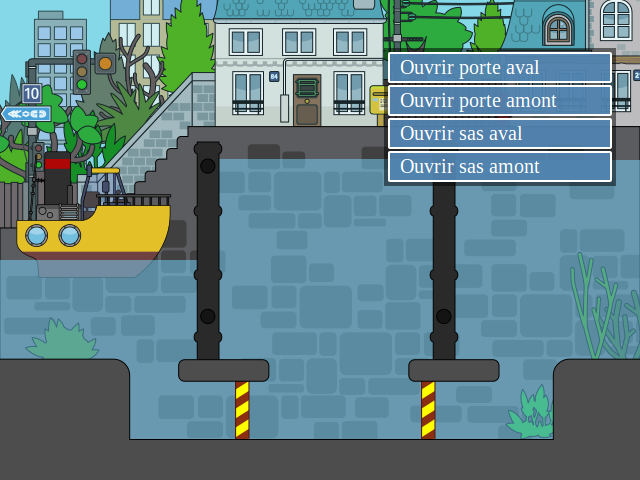 10
84
Ouvrir porte aval
Ouvrir porte amont
Ouvrir sas aval
Ouvrir sas amont